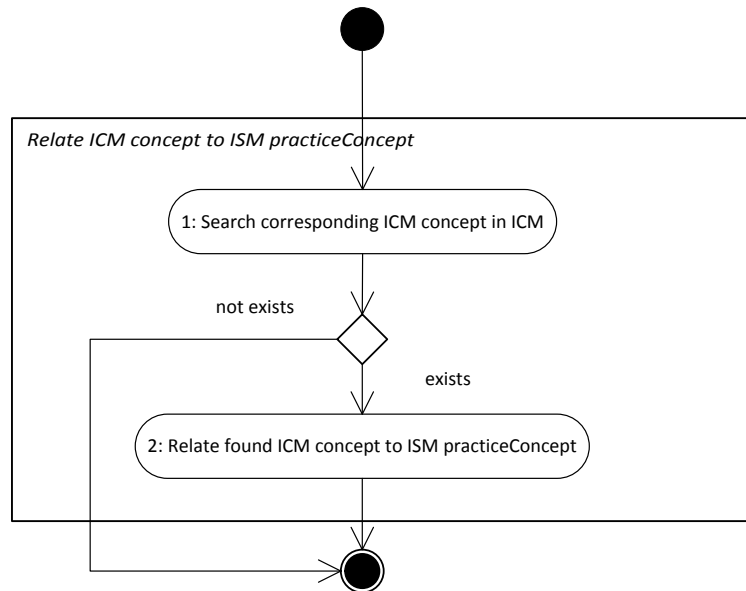 Relate ICM concept to ISM practiceConcept
1: Search corresponding ICM concept in ICM
not exists
exists
2: Relate found ICM concept to ISM practiceConcept